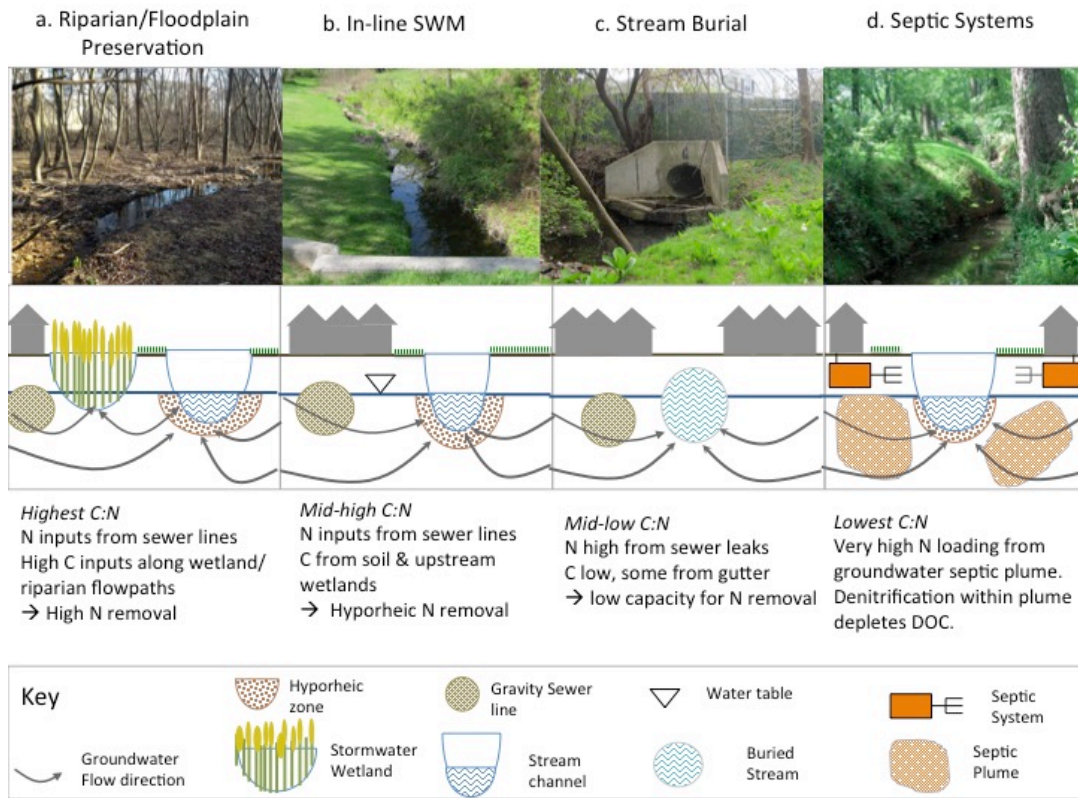 a. Riparian/Floodplain
Preservation
b. In-line SWM
c. Stream Burial
d. Septic Systems
Highest C:N
N inputs from sewer lines
High C inputs along wetland/
riparian flowpaths
→ High N removal
Mid-high C:N
N inputs from sewer lines
C from soil & upstream
wetlands
→ Hyporheic N removal
Mid-low C:N
N high from sewer leaks
C low, some from gutter
→ low capacity for N removal
Lowest C:N
Very high N loading from
groundwater septic plume.
Denitrification within plume
depletes DOC.
Key
Hyporheic
zone
Gravity Sewer
line
Water table
Septic
System
Groundwater
Flow direction
Stormwater
Wetland
Stream
channel
Buried
Stream
Septic
Plume